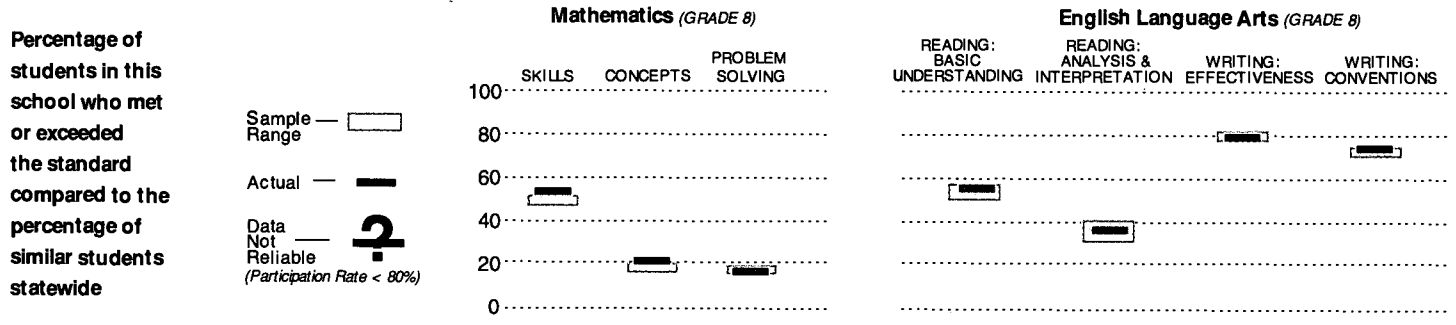 Percentage of
students in this
school who met
or exceeded
the standard
compared to the
percentage of
similar students
statewide
Sample
Range
Actual
Data
Not
Reliable
?
(Participation Rate < 80%)
Mathematics (GRADE 8)
SKILLS
CONCEPTS
PROBLEM
SOLVING
100
80
60
40
20
0
English Language Arts (GRADE 8)
READING:
BASIC
UNDERSTANDING
READING:
ANALYSIS &
INTERPRETATION
WRITING:
EFFECTIVENESS
WRITING:
CONVENTIONS